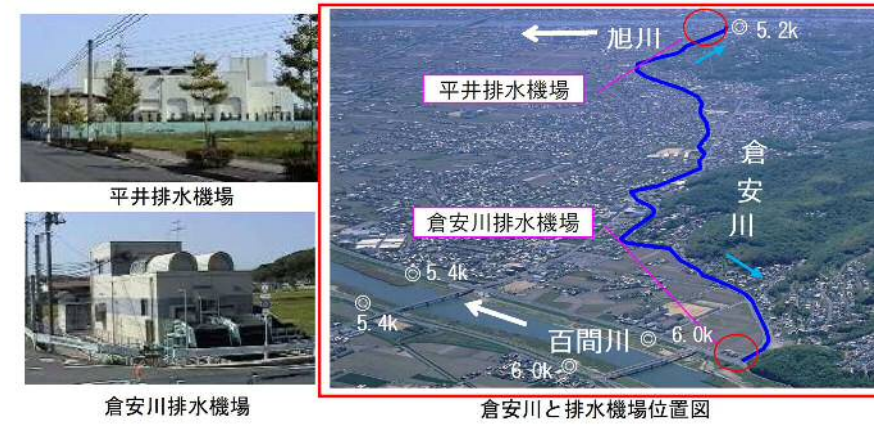 平井排水機場
倉安川排水機場
旭川
◎ 5.2k
平井排水機場
倉安川
倉安川排水機場
◎ 5.4k
◎
5.4k
百間川 ◎
6.0k
6.0k ◎
倉安川と排水機場位置図